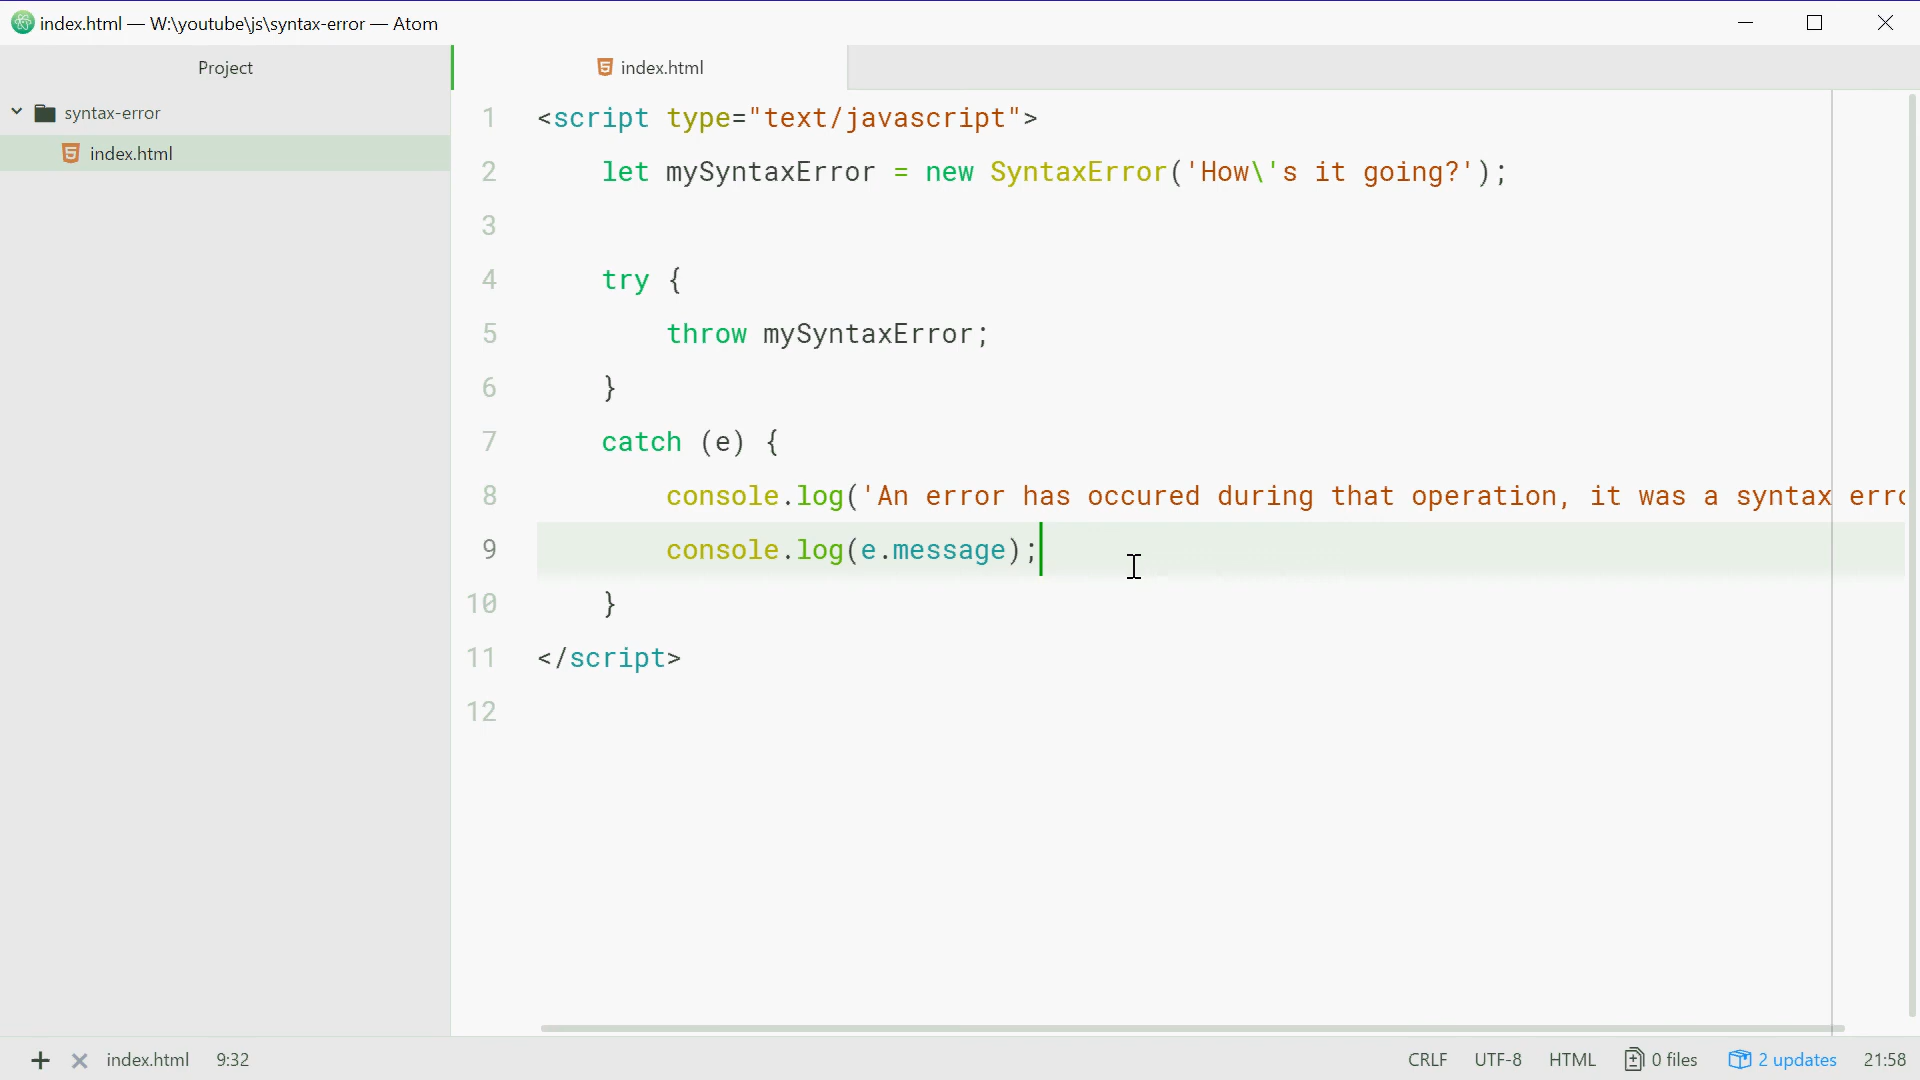 index.html — W:\youtube\js\syntax-error — Atom
Project
index.html
syntax-error
index.html
1 <script type="text/javascript">
2 let mySyntaxError = new SyntaxError('How\'s it going?');
3
4 try {
5 throw mySyntaxError;
6 }
7 catch (e) {
8 console.log('An error has occured during that operation, it was a syntax
9 console.log(e.message);
10 }
11 </script>
12
index.html 9:32 CRLF UTF-8 HTML 0 files 2 updates 21:58